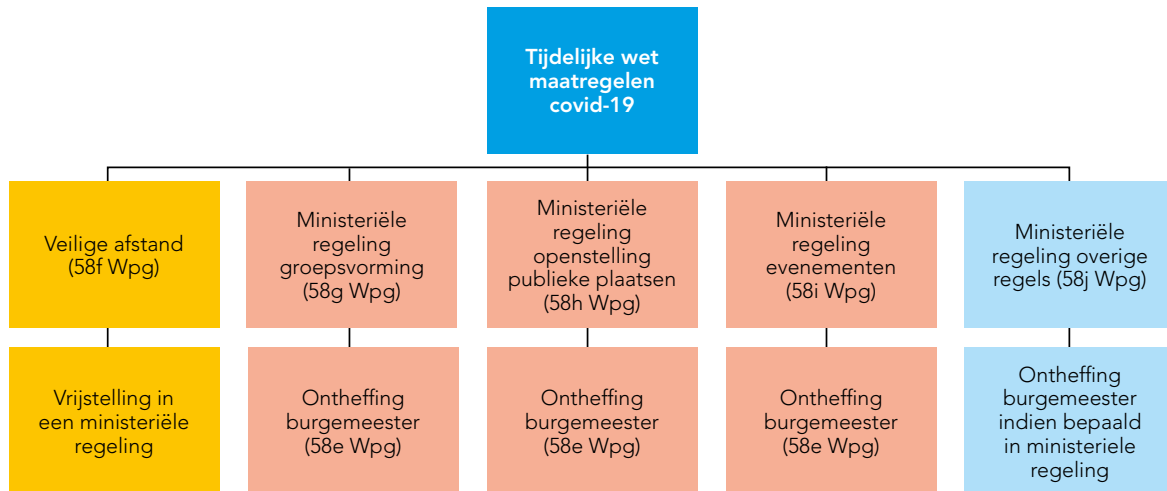 Tijdelijke wet
maatregelen
covid-19
Veilige afstand
(58f Wpg)
Ministeriële
regeling
groepsvorming
(58g Wpg)
Ministeriële
regeling
openstelling
publieke plaatsen
(58h Wpg)
Ministeriële
regeling
evenementen
(58i Wpg)
Ministeriële
regeling overige
regels (58j Wpg)
Vrijstelling in
een ministeriële
regeling
Ontheffing
burgemeester
(58e Wpg)
Ontheffing
burgemeester
(58e Wpg)
Ontheffing
burgemeester
(58e Wpg)
Ontheffing
burgemeester
indien bepaald
in ministeriele
regeling